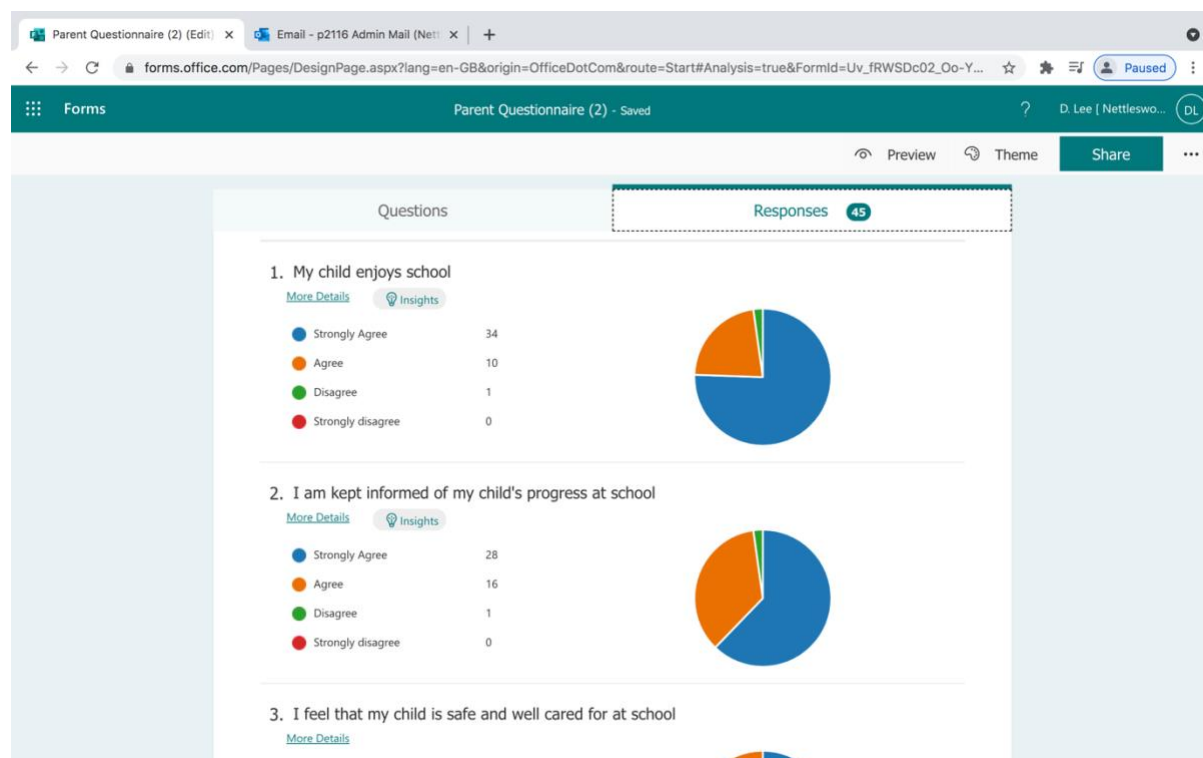 Parent Questionnaire (2) (Edit)
Email - p2116 Admin Mail (Nett
forms.office.com/Pages/DesignPage.aspx?lang=en-GB&origin=OfficeDotCom&route=Start#Analysis=true&FormId=Uv_fRWSDc02_Oo-Y... Paused
Forms Parent Questionnaire (2) - Saved ? D. Lee [ Nettleswo... DL
Preview Theme Share ...
Questions Responses 45
1. My child enjoys school
More Details Insights
Strongly Agree 34
Agree 10
Disagree 1
Strongly disagree 0
2. I am kept informed of my child's progress at school
More Details Insights
Strongly Agree 28
Agree 16
Disagree 1
Strongly disagree 0
3. I feel that my child is safe and well cared for at school
More Details